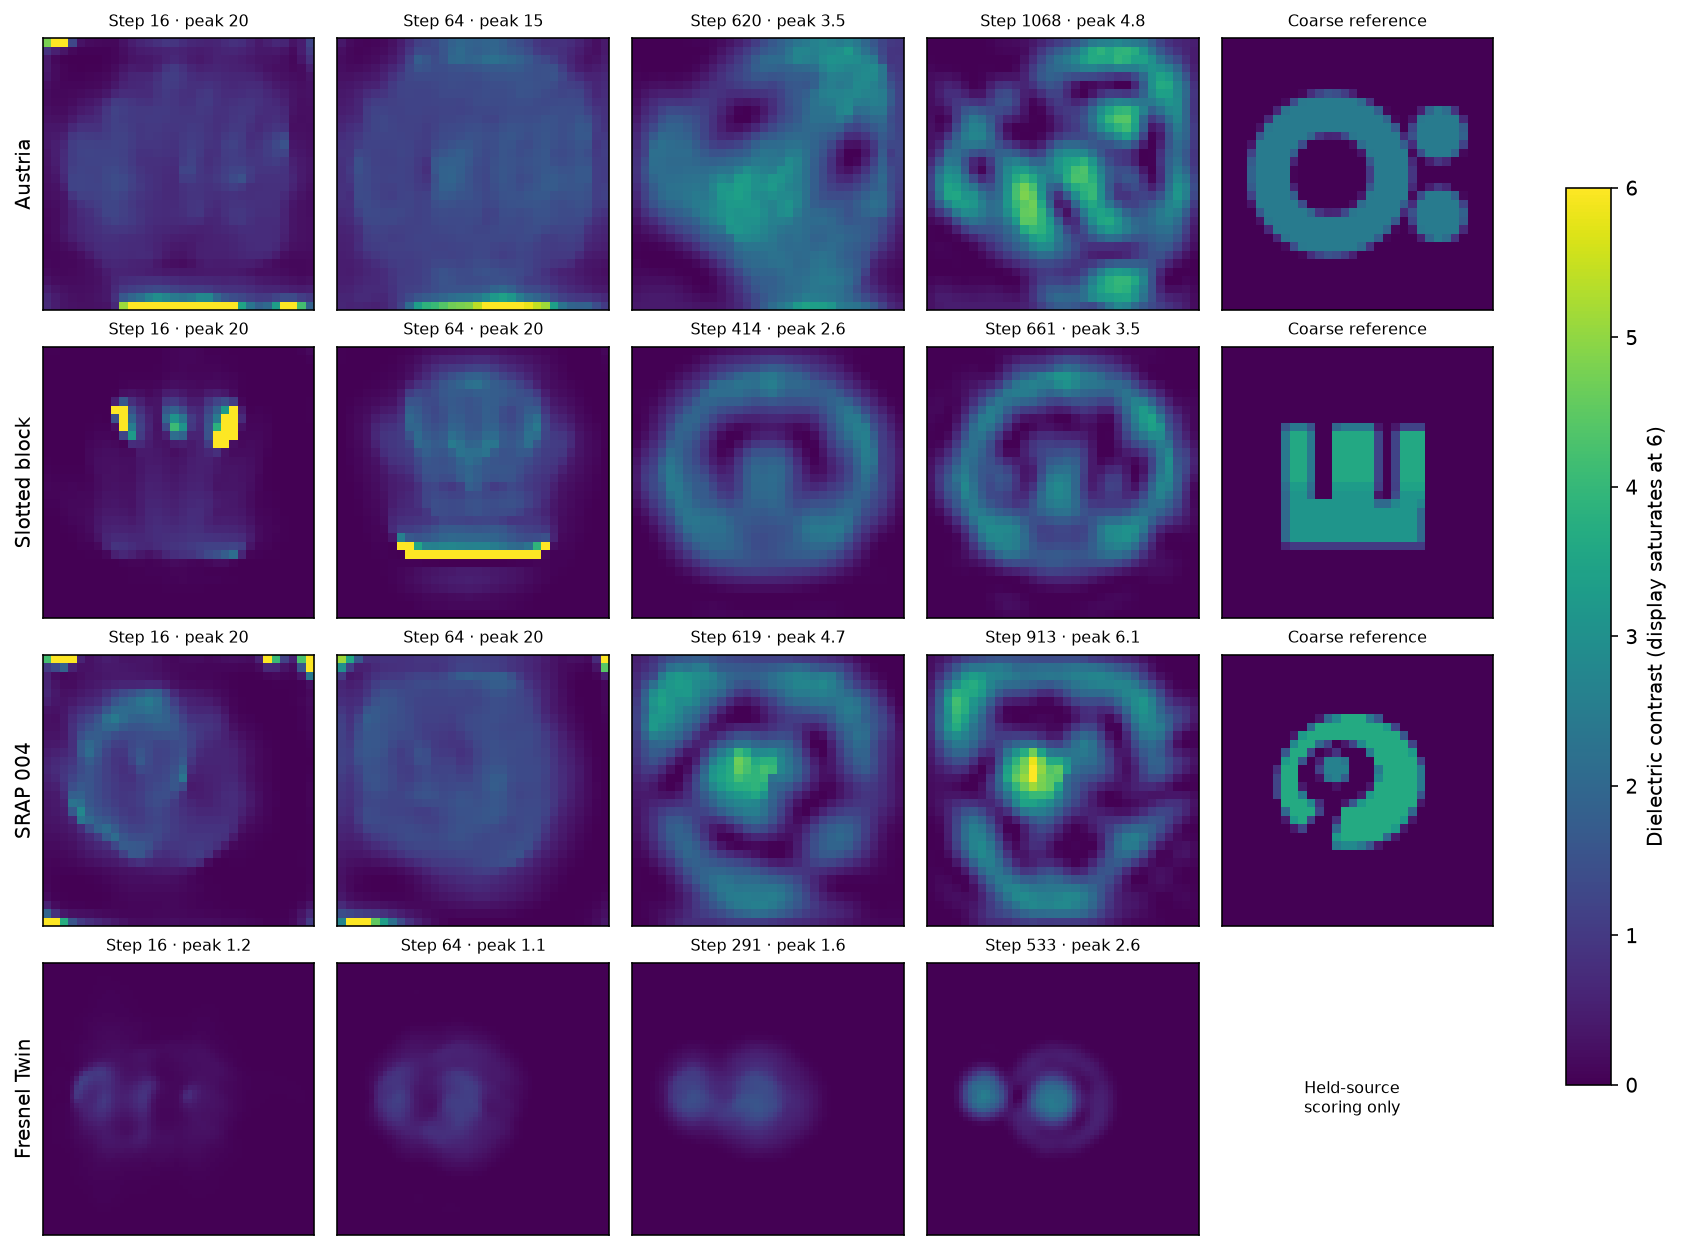 Step 16 · peak 20
Step 64 · peak 15
Step 620 · peak 3.5
Step 1068 · peak 4.8
Coarse reference
Austria
Step 16 · peak 20
Step 64 · peak 20
Step 414 · peak 2.6
Step 661 · peak 3.5
Coarse reference
Slotted block
Step 16 · peak 20
Step 64 · peak 20
Step 619 · peak 4.7
Step 913 · peak 6.1
Coarse reference
SRAP 004
Step 16 · peak 1.2
Step 64 · peak 1.1
Step 291 · peak 1.6
Step 533 · peak 2.6
Fresnel Twin
Held-source
scoring only
6
5
4
3
2
1
0
Dielectric contrast (display saturates at 6)